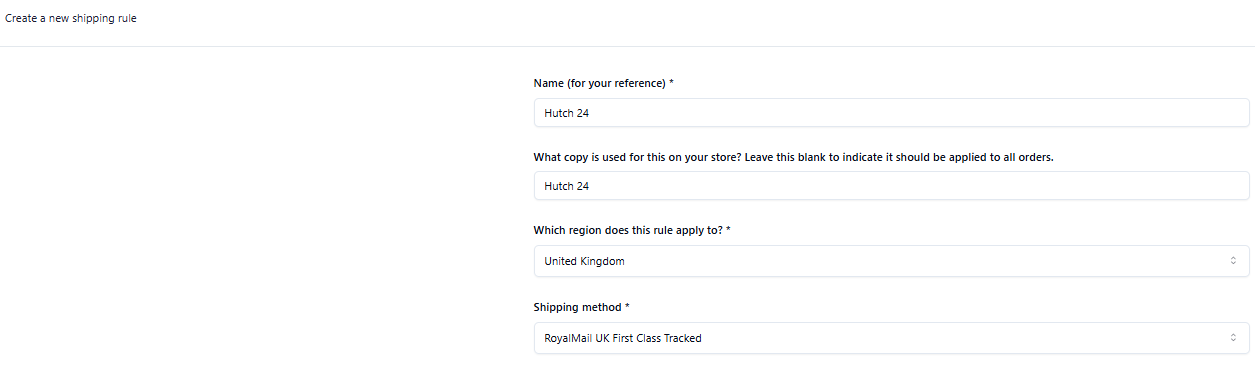 Create a new shipping rule
Name (for your reference) *
Hutch 24
What copy is used for this on your store? Leave this blank to indicate it should be applied to all orders.
Hutch 24
Which region does this rule apply to? *
United Kingdom
Shipping method *
RoyalMail UK First Class Tracked